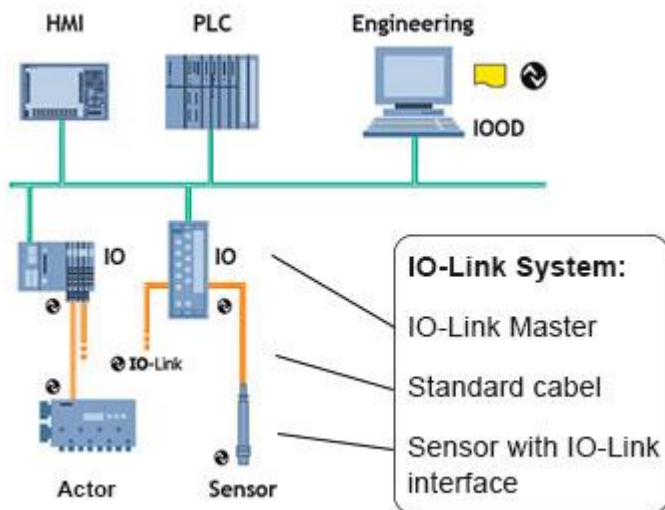 HMI
PLC
Engineering
IOOD
IO
IO
IO-Link System:
IO-Link Master
IO-Link
Standard cabel
Sensor with IO-Link
interface
Actor
Sensor